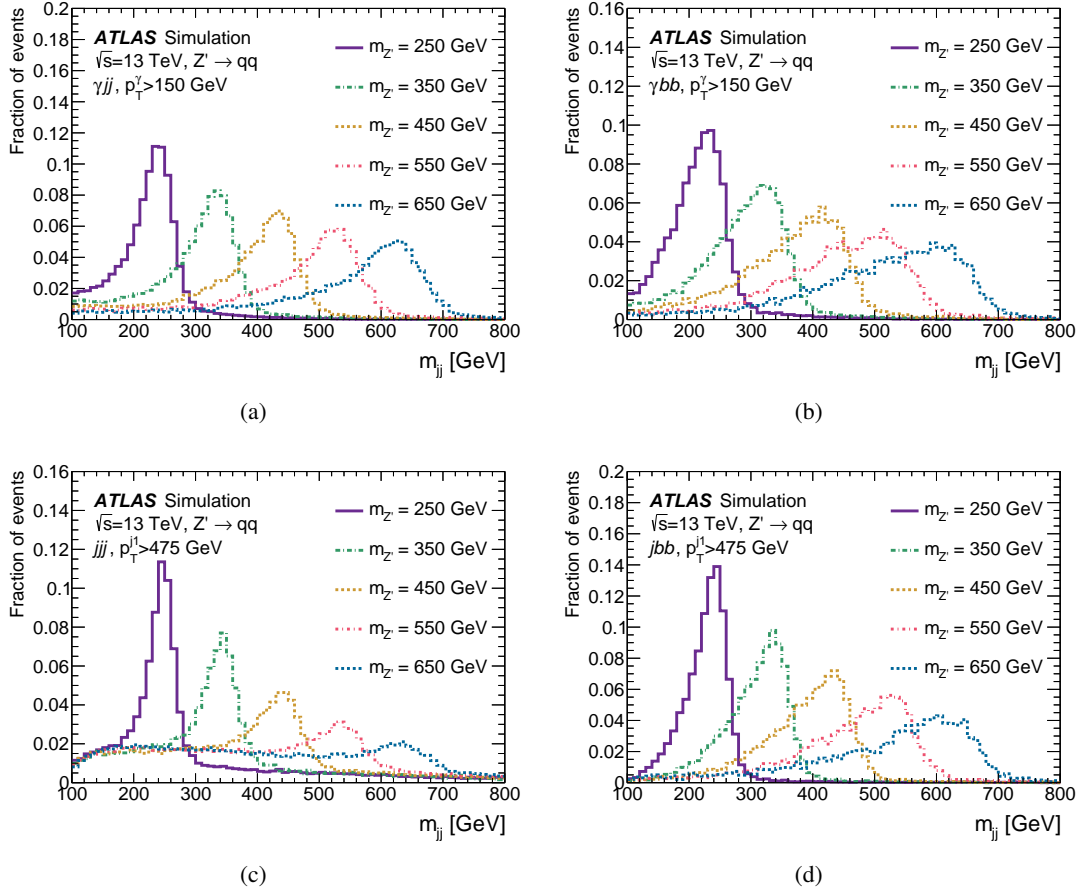 Fraction of events
0.2
0.18
0.16
0.14
0.12
0.1
0.08
0.06
0.04
0.02
0
ATLAS Simulation
√s=13 TeV, Z' → qq
γjj, p_T^γ>150 GeV
m_Z' = 250 GeV
m_Z' = 350 GeV
m_Z' = 450 GeV
m_Z' = 550 GeV
m_Z' = 650 GeV
100 200 300 400 500 600 700 800
m_jj [GeV]
(a)
Fraction of events
0.16
0.14
0.12
0.1
0.08
0.06
0.04
0.02
0
ATLAS Simulation
√s=13 TeV, Z' → qq
γbb, p_T^γ>150 GeV
m_Z' = 250 GeV
m_Z' = 350 GeV
m_Z' = 450 GeV
m_Z' = 550 GeV
m_Z' = 650 GeV
100 200 300 400 500 600 700 800
m_jj [GeV]
(b)
Fraction of events
0.16
0.14
0.12
0.1
0.08
0.06
0.04
0.02
0
ATLAS Simulation
√s=13 TeV, Z' → qq
jjj, p_T^j1>475 GeV
m_Z' = 250 GeV
m_Z' = 350 GeV
m_Z' = 450 GeV
m_Z' = 550 GeV
m_Z' = 650 GeV
100 200 300 400 500 600 700 800
m_jj [GeV]
(c)
Fraction of events
0.2
0.18
0.16
0.14
0.12
0.1
0.08
0.06
0.04
0.02
0
ATLAS Simulation
√s=13 TeV, Z' → qq
jbb, p_T^j1>475 GeV
m_Z' = 250 GeV
m_Z' = 350 GeV
m_Z' = 450 GeV
m_Z' = 550 GeV
m_Z' = 650 GeV
100 200 300 400 500 600 700 800
m_jj [GeV]
(d)